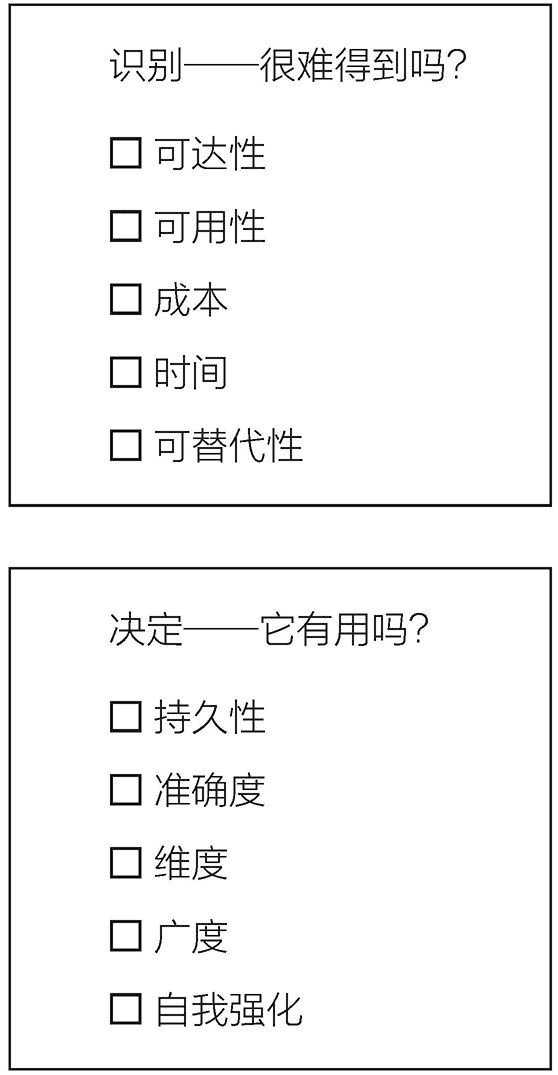 识别——很难得到吗？
□ 可达性
□ 可用性
□ 成本
□ 时间
□ 可替代性
决定——它有用吗？
□ 持久性
□ 准确度
□ 维度
□ 广度
□ 自我强化